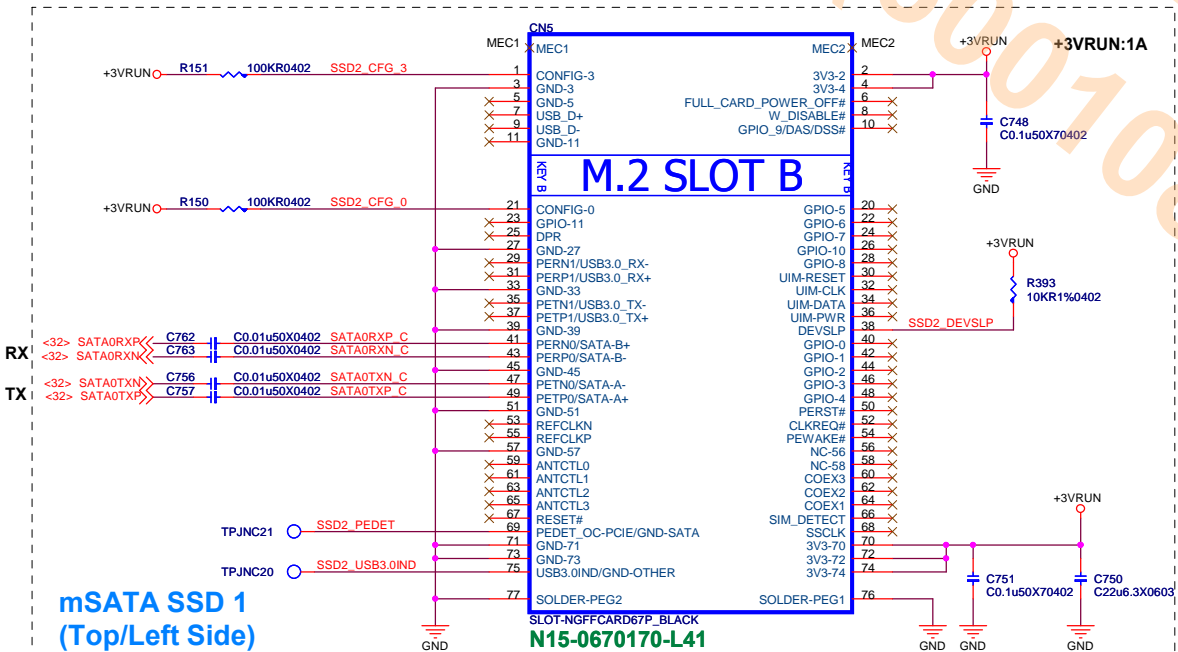 CN5
MEC1 MEC1 MEC2 MEC2
+3VRUN +3VRUN:1A
+3VRUN R151 100KR0402 SSD2_CFG_3 1 CONFIG-3 3V3-2 2
3 GND-3 3V3-4 4
5 GND-5 FULL_CARD_POWER_OFF# 6
7 USB_D+ W_DISABLE# 8
9 USB_D- GPIO_9/DAS/DSS# 10
11 GND-11
C748
C0.1u50X70402
GND
KEY B M.2 SLOT B KEY B
+3VRUN R150 100KR0402 SSD2_CFG_0 21 CONFIG-0 GPIO-5 20
23 GPIO-11 GPIO-6 22
25 DPR GPIO-7 24
27 GND-27 GPIO-10 26
29 PERN1/USB3.0_RX- GPIO-8 28
31 PERP1/USB3.0_RX+ UIM-RESET 30
33 GND-33 UIM-CLK 32
35 PETN1/USB3.0_TX- UIM-DATA 34
37 PETP1/USB3.0_TX+ UIM-PWR 36
39 GND-39 DEVSLP 38 SSD2_DEVSLP
+3VRUN
R393
10KR1%0402
RX
<32> SATA0RXP C762 C0.01u50X0402 SATA0RXP_C 41 PERN0/SATA-B+ GPIO-0 40
<32> SATA0RXN C763 C0.01u50X0402 SATA0RXN_C 43 PERP0/SATA-B- GPIO-1 42
45 GND-45 GPIO-2 44
TX
<32> SATA0TXN C756 C0.01u50X0402 SATA0TXN_C 47 PETN0/SATA-A- GPIO-3 46
<32> SATA0TXP C757 C0.01u50X0402 SATA0TXP_C 49 PETP0/SATA-A+ GPIO-4 48
51 GND-51 PERST# 50
53 REFCLKN CLKREQ# 52
55 REFCLKP PEWAKE# 54
57 GND-57 NC-56 56
59 ANTCTL0 NC-58 58
61 ANTCTL1 COEX3 60
63 ANTCTL2 COEX2 62
65 ANTCTL3 COEX1 64
67 RESET# SIM_DETECT 66
TPJNC21 SSD2_PEDET 69 PEDET_OC-PCIE/GND-SATA SSCLK 68
71 GND-71 3V3-70 70
73 GND-73 3V3-72 72
TPJNC20 SSD2_USB3.0IND 75 USB3.0IND/GND-OTHER 3V3-74 74
77 SOLDER-PEG2 SOLDER-PEG1 76
+3VRUN
C751
C0.1u50X70402
C750
C22u6.3X0603
SLOT-NGFFCARD67P_BLACK
N15-0670170-L41
GND GND GND GND
mSATA SSD 1
(Top/Left Side)